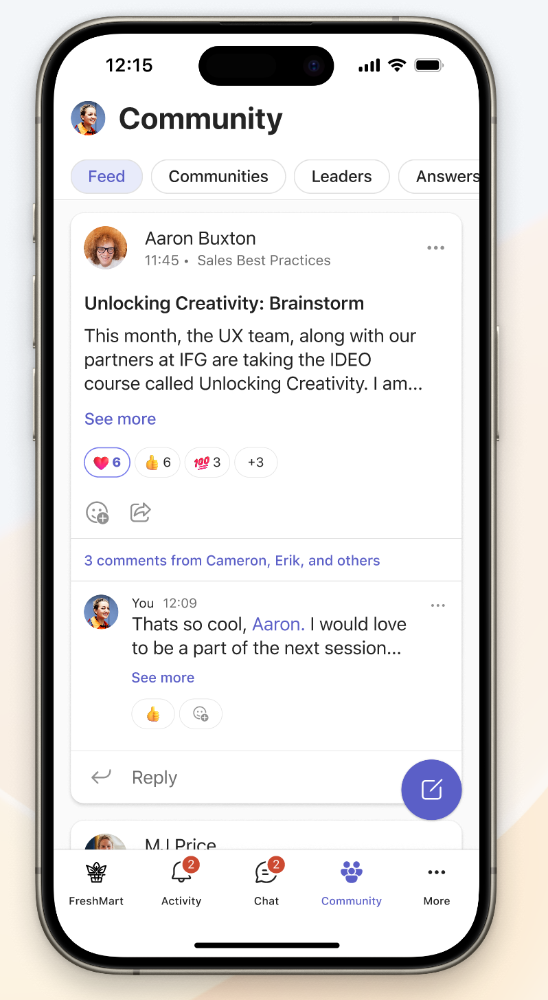 12:15
Community
Feed Communities Leaders Answers
Aaron Buxton
11:45 • Sales Best Practices
Unlocking Creativity: Brainstorm
This month, the UX team, along with our
partners at IFG are taking the IDEO
course called Unlocking Creativity. I am...
See more
❤️ 6 👍 6 💯 3 +3
3 comments from Cameron, Erik, and others
You 12:09
Thats so cool, Aaron. I would love
to be a part of the next session...
See more
Reply
MJ Price
2 2
FreshMart Activity Chat Community More